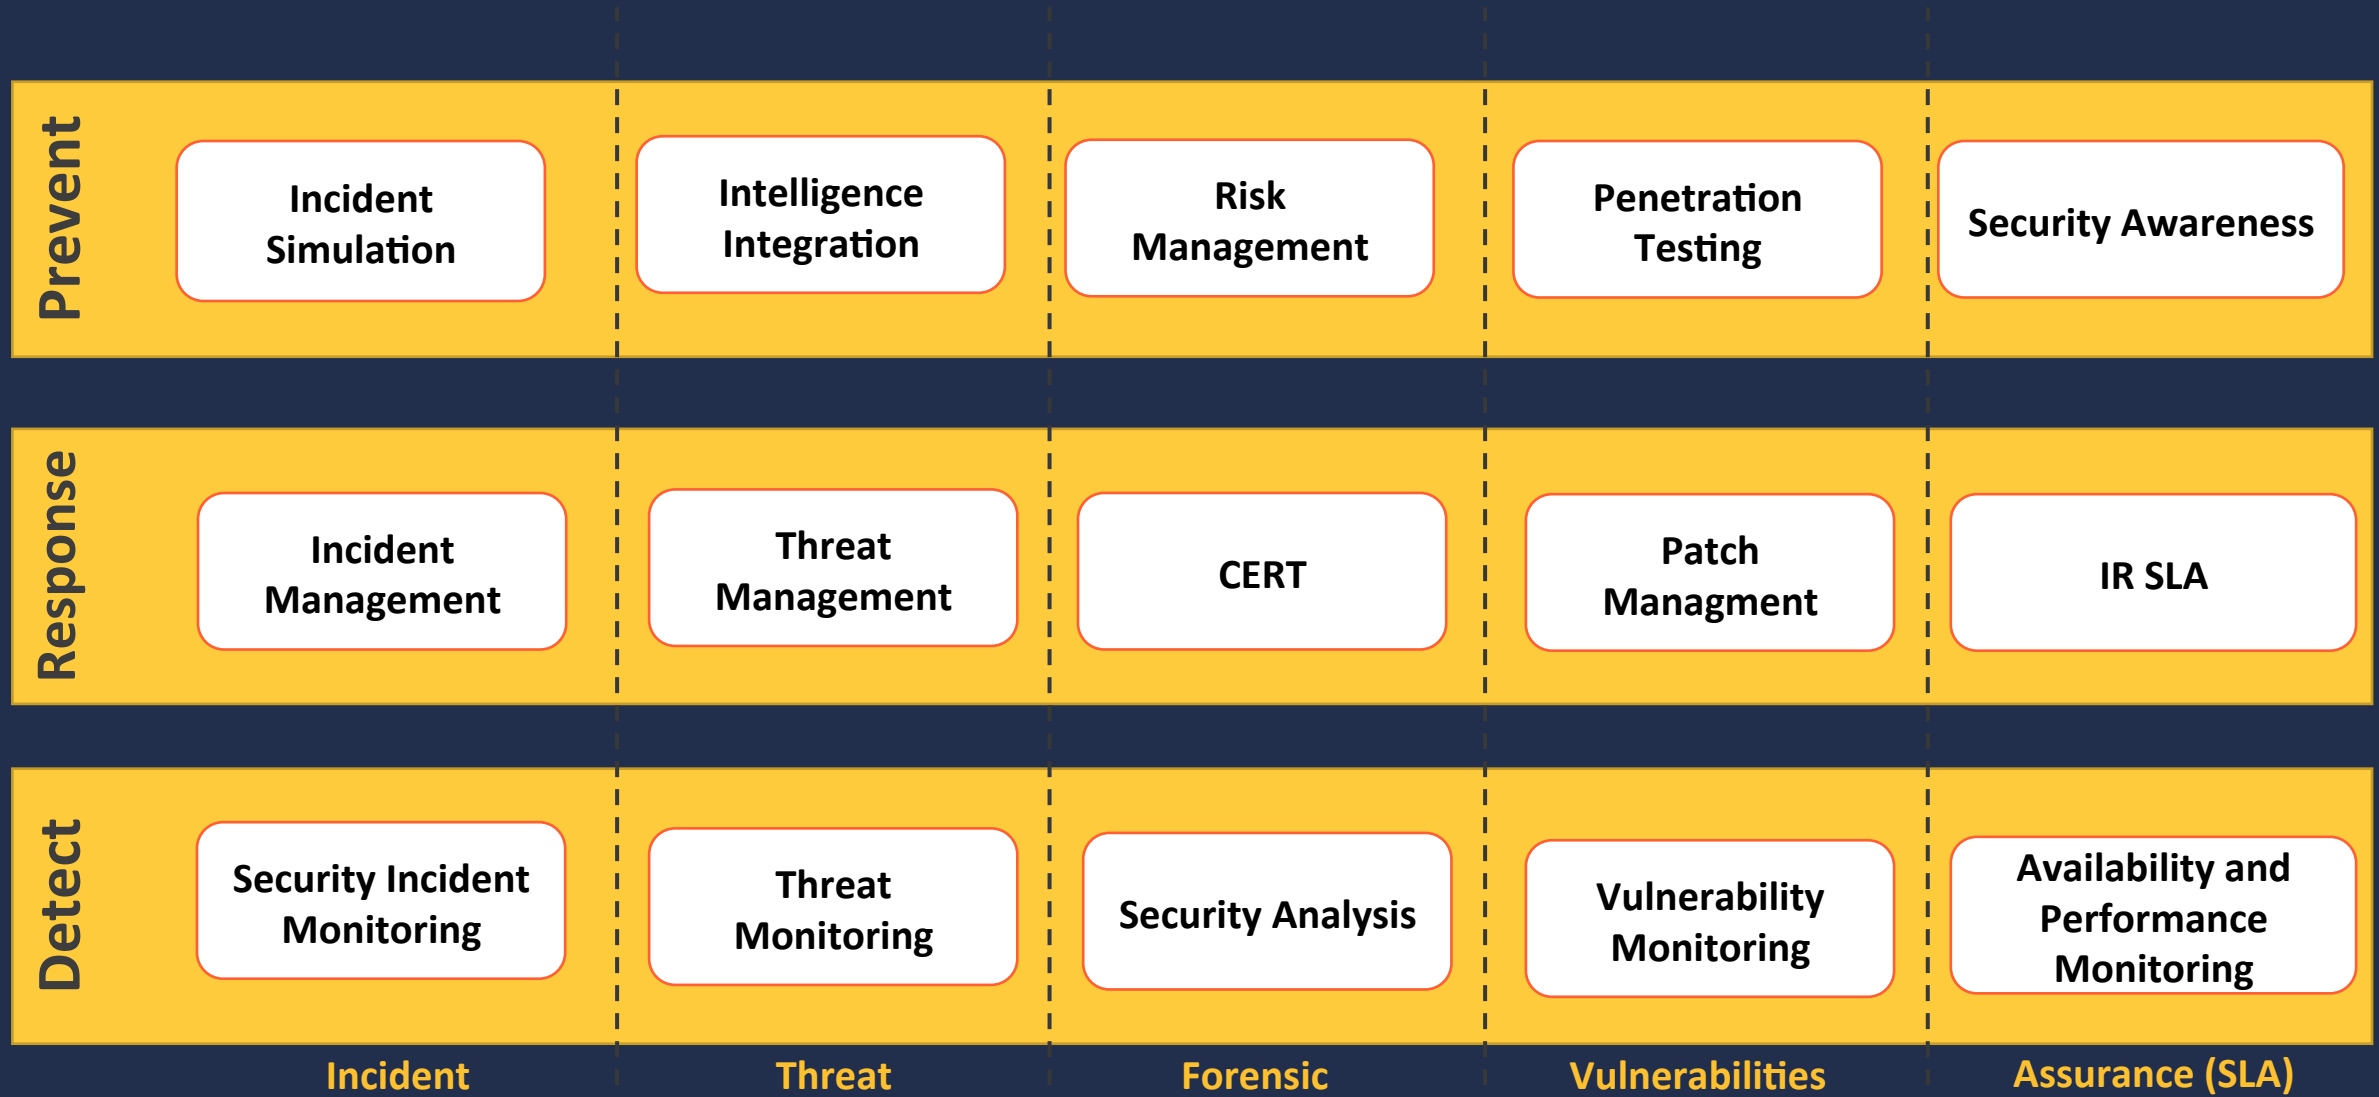 Prevent
Incident
Simulation
Intelligence
Integration
Risk
Management
Penetration
Testing
Security Awareness
Response
Incident
Management
Threat
Management
CERT
Patch
Managment
IR SLA
Detect
Security Incident
Monitoring
Threat
Monitoring
Security Analysis
Vulnerability
Monitoring
Availability and
Performance
Monitoring
Incident
Threat
Forensic
Vulnerabilities
Assurance (SLA)